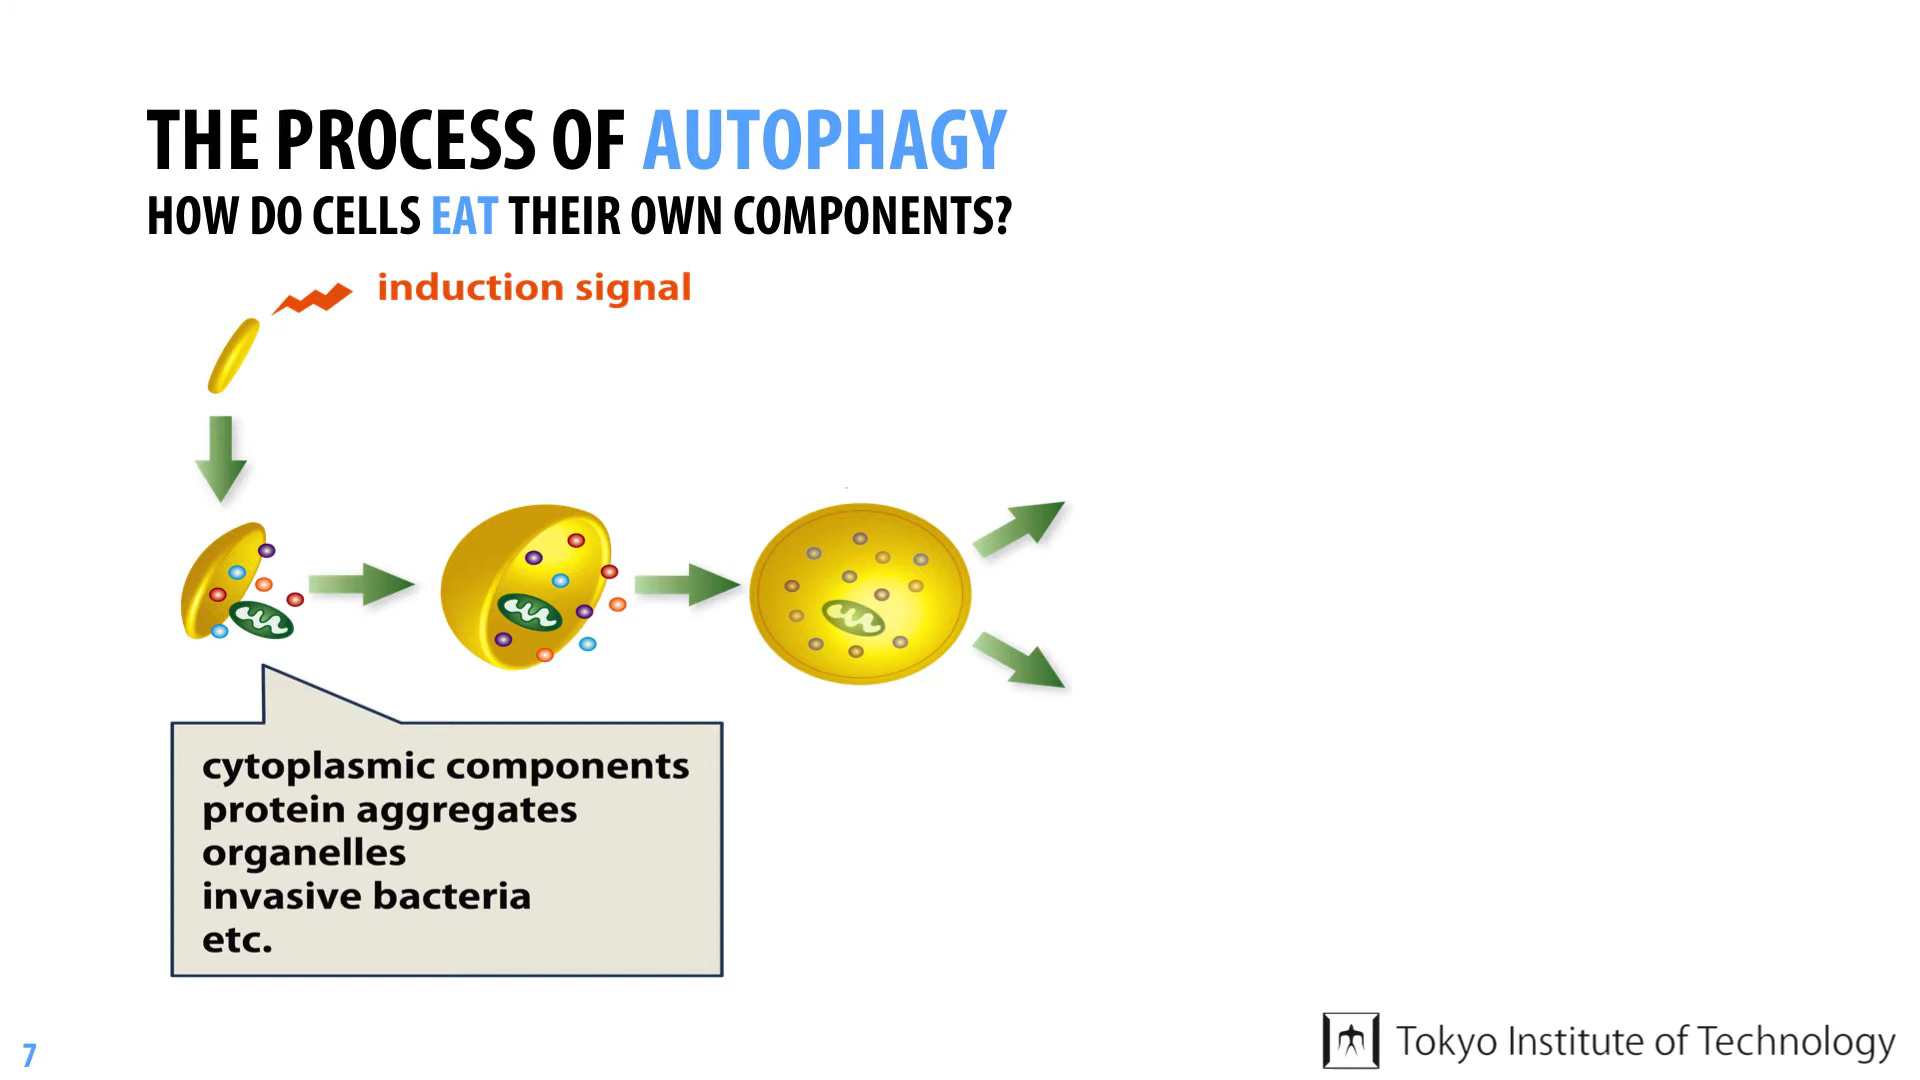 THE PROCESS OF AUTOPHAGY
HOW DO CELLS EAT THEIR OWN COMPONENTS?
induction signal
cytoplasmic components
protein aggregates
organelles
invasive bacteria
etc.
7
Tokyo Institute of Technology